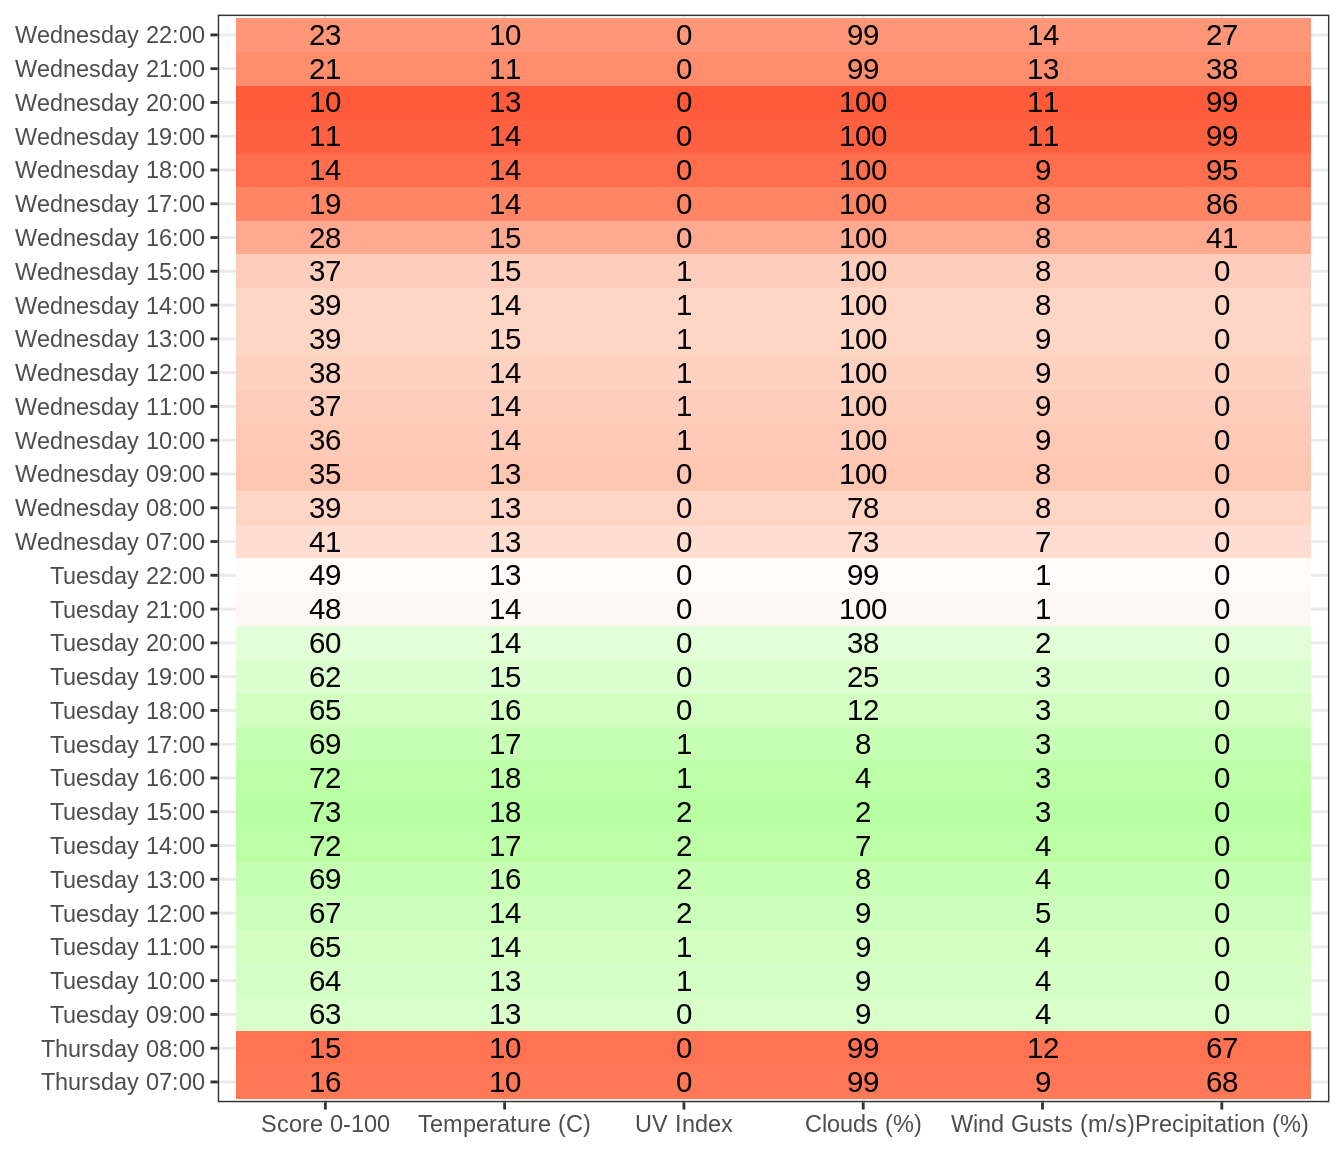 Wednesday 22:00 23 10 0 99 14 27
Wednesday 21:00 21 11 0 99 13 38
Wednesday 20:00 10 13 0 100 11 99
Wednesday 19:00 11 14 0 100 11 99
Wednesday 18:00 14 14 0 100 9 95
Wednesday 17:00 19 14 0 100 8 86
Wednesday 16:00 28 15 0 100 8 41
Wednesday 15:00 37 15 1 100 8 0
Wednesday 14:00 39 14 1 100 8 0
Wednesday 13:00 39 15 1 100 9 0
Wednesday 12:00 38 14 1 100 9 0
Wednesday 11:00 37 14 1 100 9 0
Wednesday 10:00 36 14 1 100 9 0
Wednesday 09:00 35 13 0 100 8 0
Wednesday 08:00 39 13 0 78 8 0
Wednesday 07:00 41 13 0 73 7 0
Tuesday 22:00 49 13 0 99 1 0
Tuesday 21:00 48 14 0 100 1 0
Tuesday 20:00 60 14 0 38 2 0
Tuesday 19:00 62 15 0 25 3 0
Tuesday 18:00 65 16 0 12 3 0
Tuesday 17:00 69 17 1 8 3 0
Tuesday 16:00 72 18 1 4 3 0
Tuesday 15:00 73 18 2 2 3 0
Tuesday 14:00 72 17 2 7 4 0
Tuesday 13:00 69 16 2 8 4 0
Tuesday 12:00 67 14 2 9 5 0
Tuesday 11:00 65 14 1 9 4 0
Tuesday 10:00 64 13 1 9 4 0
Tuesday 09:00 63 13 0 9 4 0
Thursday 08:00 15 10 0 99 12 67
Thursday 07:00 16 10 0 99 9 68
Score 0-100 Temperature (C) UV Index Clouds (%) Wind Gusts (m/s) Precipitation (%)